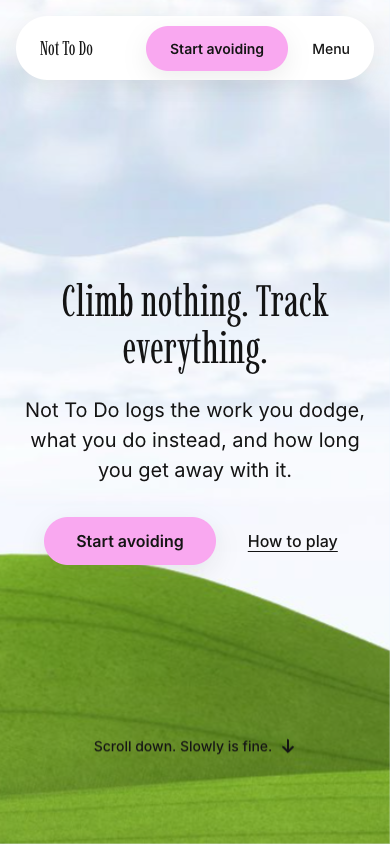 Not To Do
Start avoiding
Menu
Climb nothing. Track
everything.
Not To Do logs the work you dodge,
what you do instead, and how long
you get away with it.
Start avoiding
How to play
Scroll down. Slowly is fine.